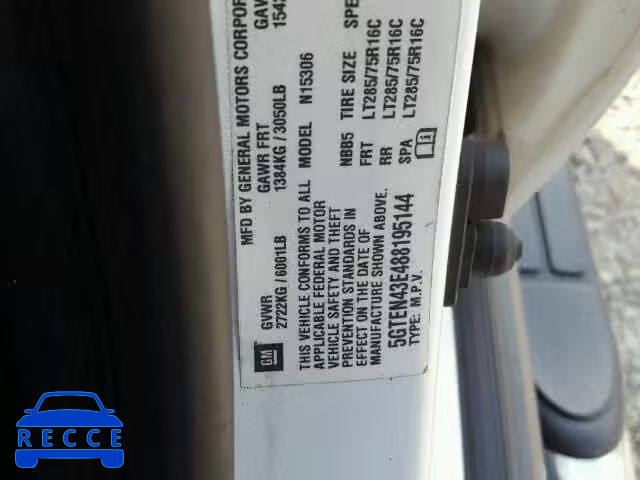 MFD BY GENERAL MOTORS CORPOR
GVWR GAWR FRT GAW
2722KG / 6001LB 1384KG / 3050LB 1542
THIS VEHICLE CONFORMS TO ALL MODEL N15306
APPLICABLE FEDERAL MOTOR
VEHICLE SAFETY AND THEFT
PREVENTION STANDARDS IN
EFFECT ON THE DATE OF
MANUFACTURE SHOWN ABOVE.
5GTEN43E488195144
TYPE: M.P.V.
NBB5 TIRE SIZE SPE
FRT LT285/75R16C
RR LT285/75R16C
SPA LT285/75R16C
GM
RECCE